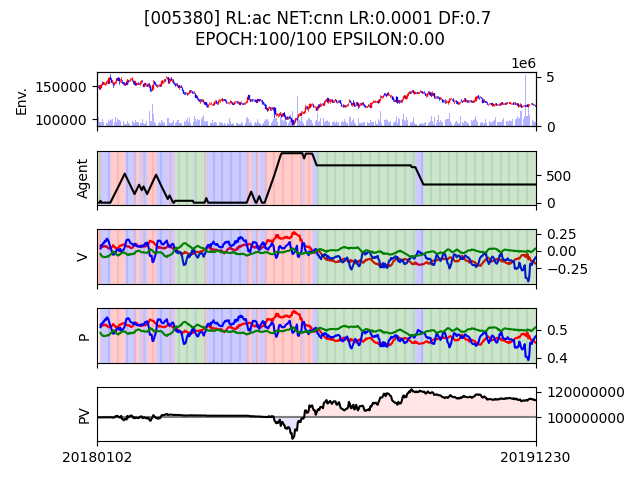 [005380] RL:ac NET:cnn LR:0.0001 DF:0.7
EPOCH:100/100 EPSILON:0.00
1e6
Env.
150000
100000
5
0
Agent
500
0
V
0.25
0.00
−0.25
P
0.5
0.4
PV
120000000
100000000
20180102
20191230